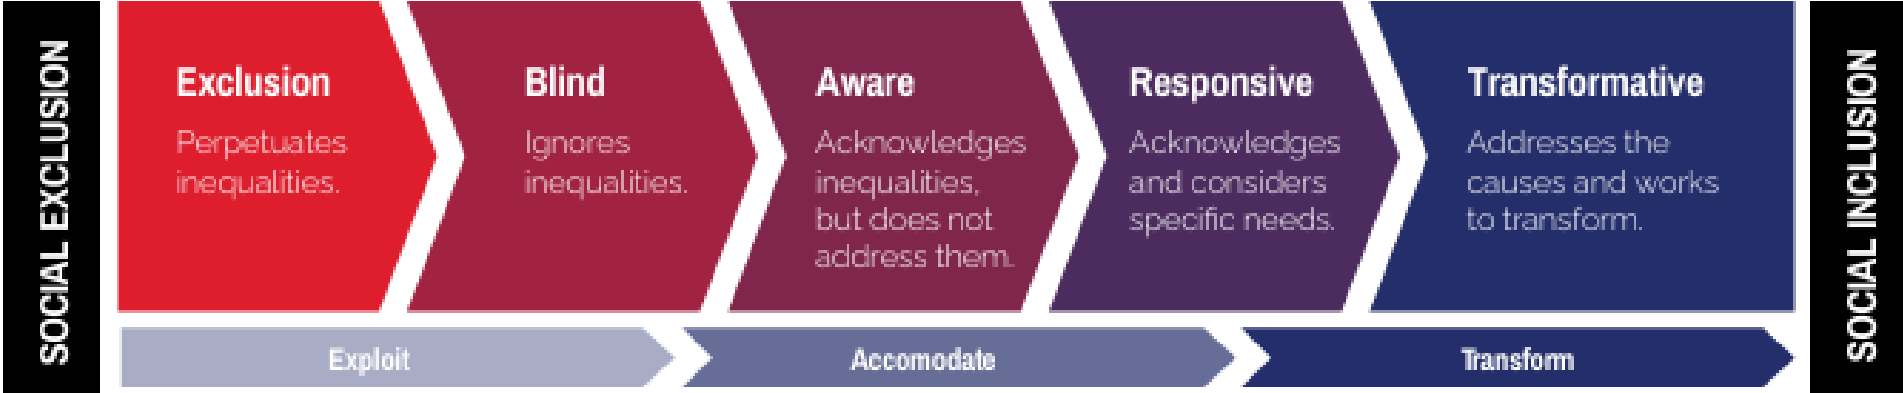 SOCIAL EXCLUSION
Exclusion
Perpetuates
inequalities.
Blind
Ignores
inequalities.
Aware
Acknowledges
inequalities,
but does not
address them.
Responsive
Acknowledges
and considers
specific needs.
Transformative
Addresses the
causes and works
to transform.
Exploit
Accomodate
Transform
SOCIAL INCLUSION